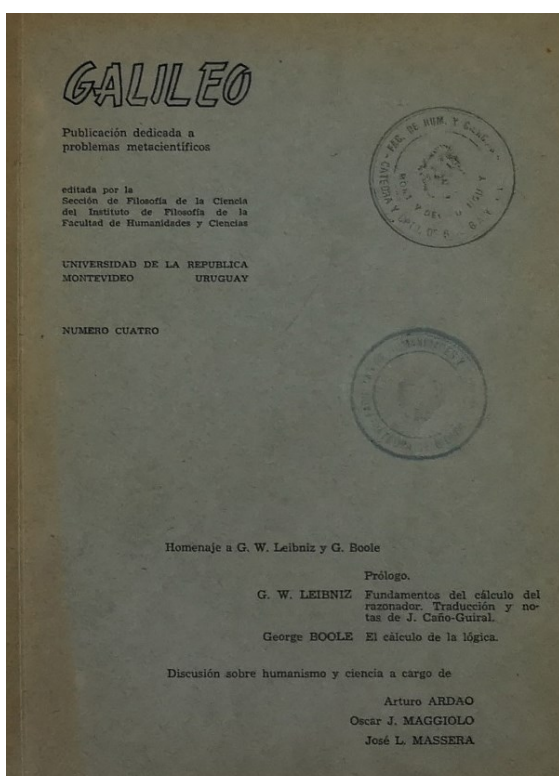 GALILEO
Publicación dedicada a
problemas metacientíficos
editada por la
Sección de Filosofía de la Ciencia
del Instituto de Filosofía de la
Facultad de Humanidades y Ciencias
UNIVERSIDAD DE LA REPUBLICA
MONTEVIDEO URUGUAY
NUMERO CUATRO
FAC. DE HUM. Y
Homenaje a G. W. Leibniz y G. Boole
Prólogo.
G. W. LEIBNIZ Fundamentos del cálculo del
razonador. Traducción y no-
tas de J. Caño-Guiral.
George BOOLE El cálculo de la lógica.
Discusión sobre humanismo y ciencia a cargo de
Arturo ARDAO
Oscar J. MAGGIOLO
José L. MASSERA